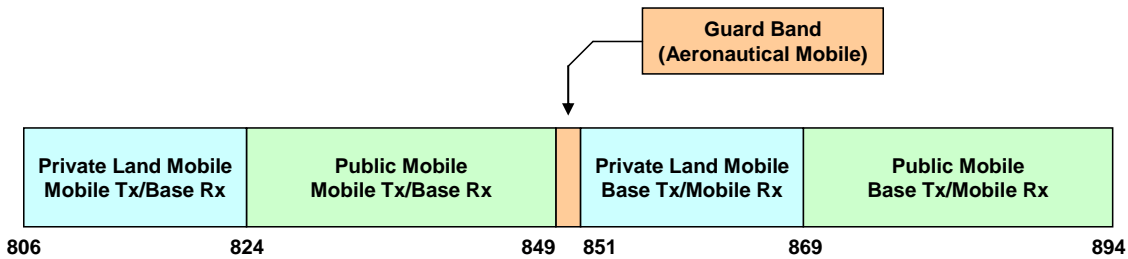 Guard Band
(Aeronautical Mobile)
Private Land Mobile
Mobile Tx/Base Rx
Public Mobile
Mobile Tx/Base Rx
Private Land Mobile
Base Tx/Mobile Rx
Public Mobile
Base Tx/Mobile Rx
806 824 849 851 869 894